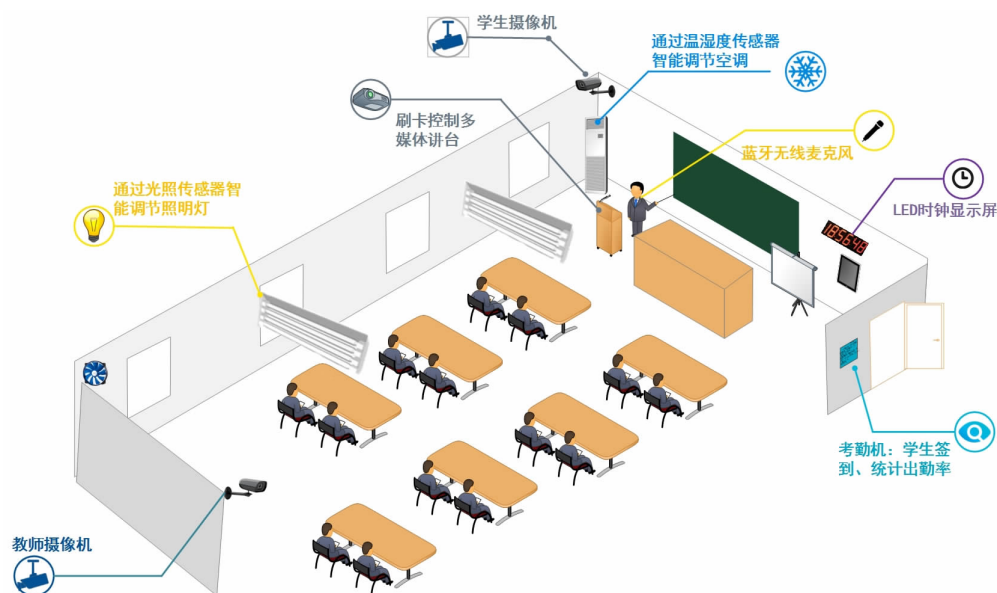 学生摄像机
通过温湿度传感器
智能调节空调
刷卡控制多
媒体讲台
蓝牙无线麦克风
通过光照传感器智
能调节照明灯
LED时钟显示屏
185648
考勤机：学生签
到、统计出勤率
教师摄像机